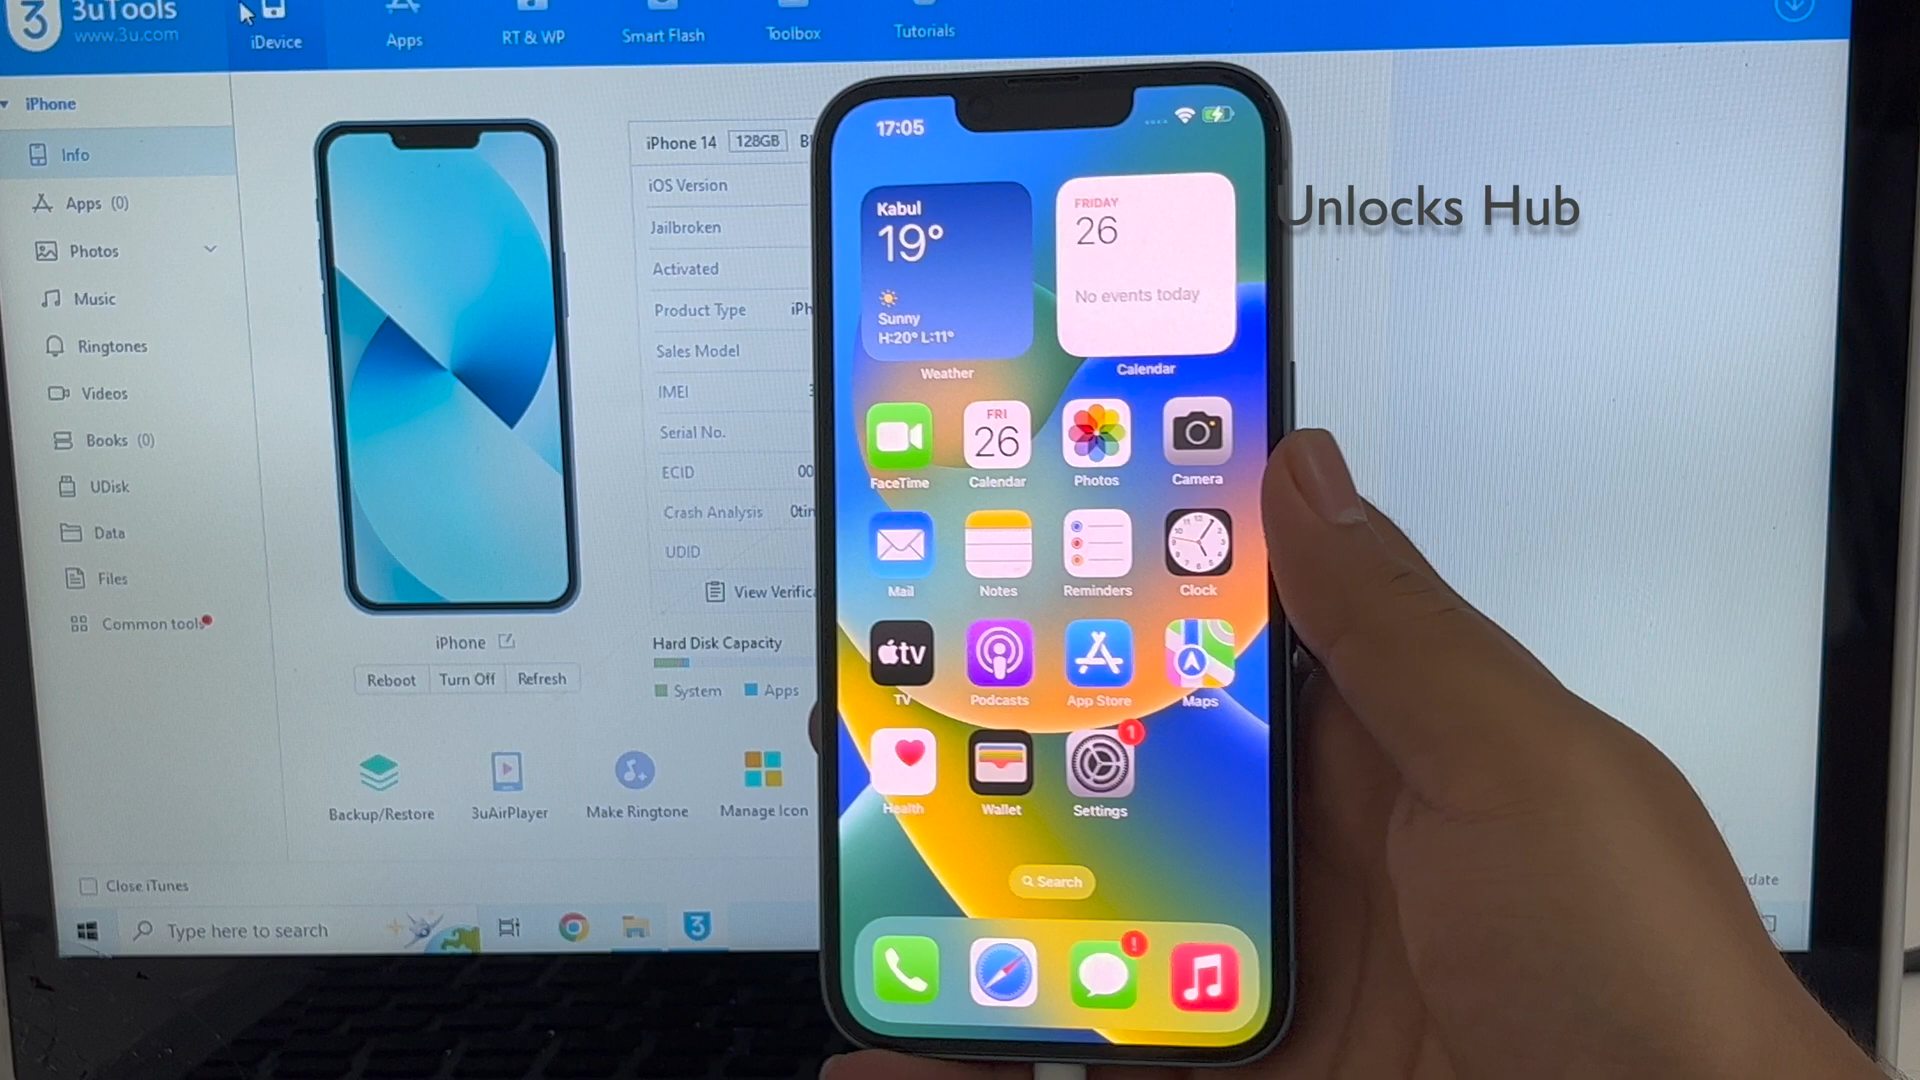 3uTools
www.3u.com
iDevice
Apps
RT & WP
Smart Flash
Toolbox
Tutorials
iPhone
Info
Apps (0)
Photos
Music
Ringtones
Videos
Books (0)
UDisk
Data
Files
Common tools
iPhone
Reboot
Turn Off
Refresh
Backup/Restore
3uAirPlayer
Make Ringtone
Manage Icon
Close iTunes
Type here to search
iPhone 14 128GB
iOS Version
Jailbroken
Activated
Product Type
Sales Model
IMEI
Serial No.
ECID 00
Crash Analysis
UDID
View
Hard Disk Capacity
System
Apps
17:05
Kabul
19°
Sunny
H:20° L:11°
Weather
FRIDAY
26
No events today
Calendar
FaceTime
FRI
26
Calendar
Photos
Camera
Mail
Notes
Reminders
Clock
tv
TV
Podcasts
App Store
Maps
Health
Wallet
1
Settings
Search
Unlocks Hub